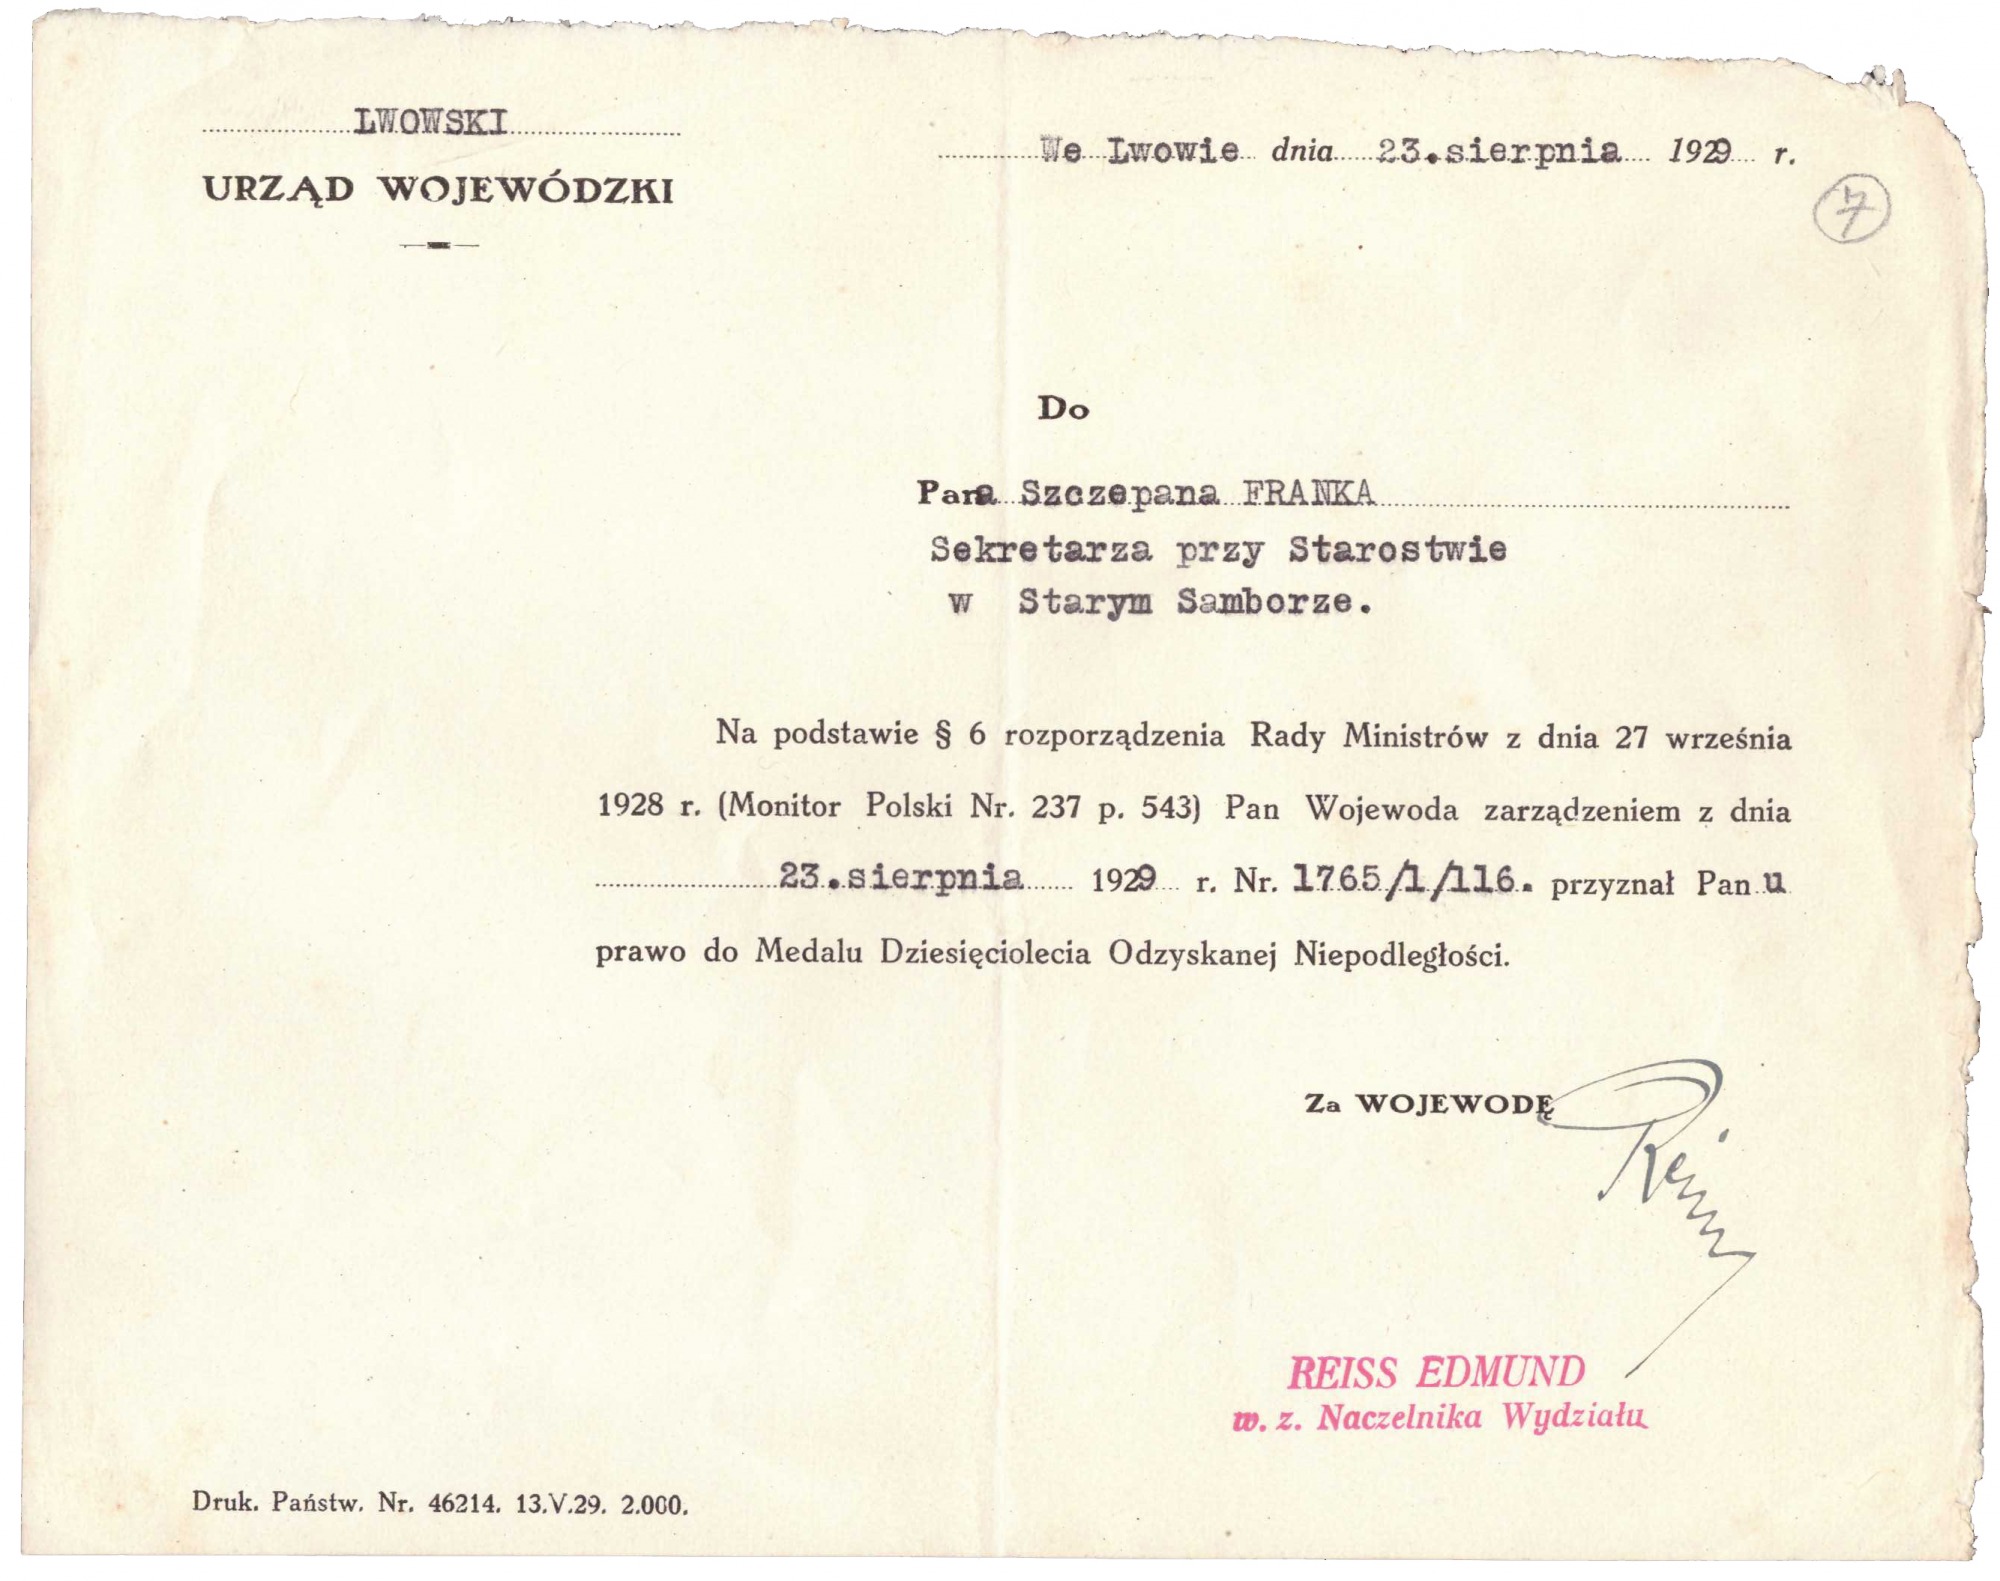 LWOWSKI
URZĄD WOJEWÓDZKI
We Lwowie dnia 23.sierpnia 1929 r.
7
Do
Pana Szczepana FRANKA
Sekretarza przy Starostwie
w Starym Samborze.
Na podstawie § 6 rozporządzenia Rady Ministrów z dnia 27 września
1928 r. (Monitor Polski Nr. 237 p. 543) Pan Wojewoda zarządzeniem z dnia
23.sierpnia 1929 r. Nr. 1765/1/116. przyznał Panu
prawo do Medalu Dziesięciolecia Odzyskanej Niepodległości.
Za WOJEWODĘ
Reiss
REISS EDMUND
w. z. Naczelnika Wydziału
Druk. Państw. Nr. 46214. 13.V.29. 2.000.